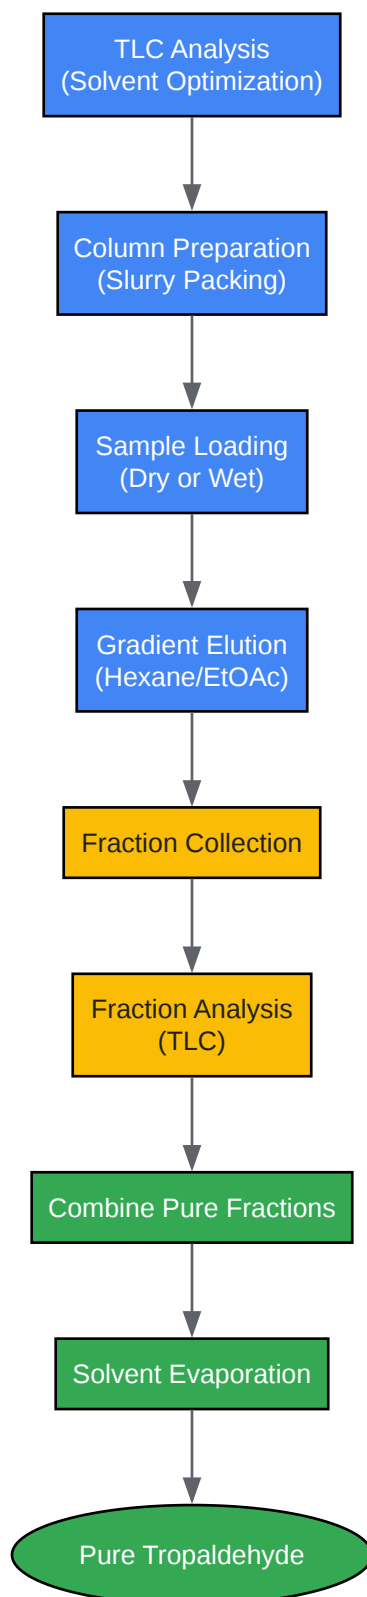 TLC Analysis
(Solvent Optimization)
Column Preparation
(Slurry Packing)
Sample Loading
(Dry or Wet)
Gradient Elution
(Hexane/EtOAc)
Fraction Collection
Fraction Analysis
(TLC)
Combine Pure Fractions
Solvent Evaporation
Pure Tropaldehyde